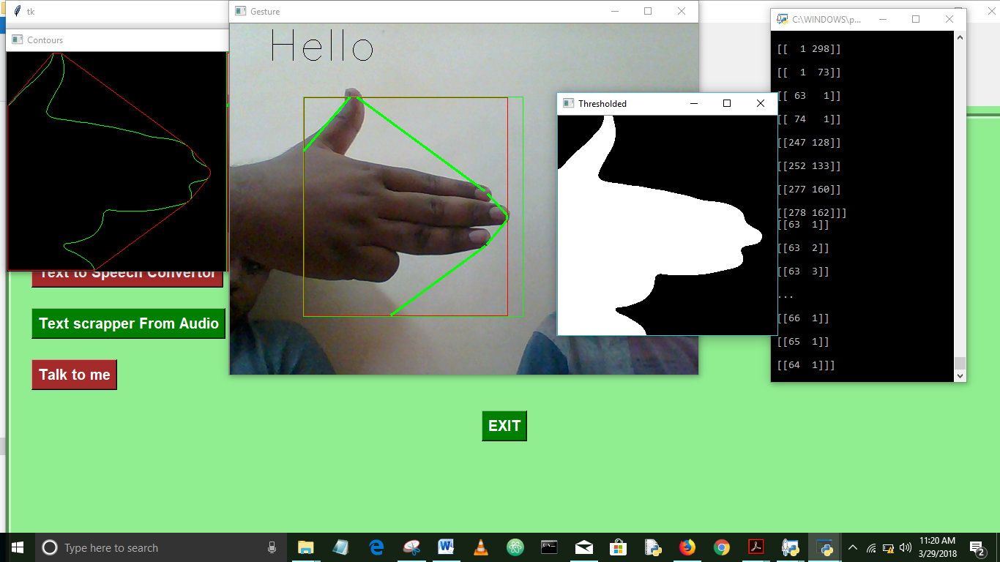 tk
Contours
Gesture
Hello
Thresholded
C:\WINDOWS\p...
[[  1 298]]
[[  1  73]]
[[ 63   1]]
[[ 74   1]]
[[247 128]]
[[252 133]]
[[277 160]]
[[278 162]]]
[[63  1]]
[[63  2]]
[[63  3]]
...
[[66  1]]
[[65  1]]
[[64  1]]]
Text to Speech Convertor
Text scrapper From Audio
Talk to me
EXIT
Type here to search
11:20 AM
3/29/2018
2